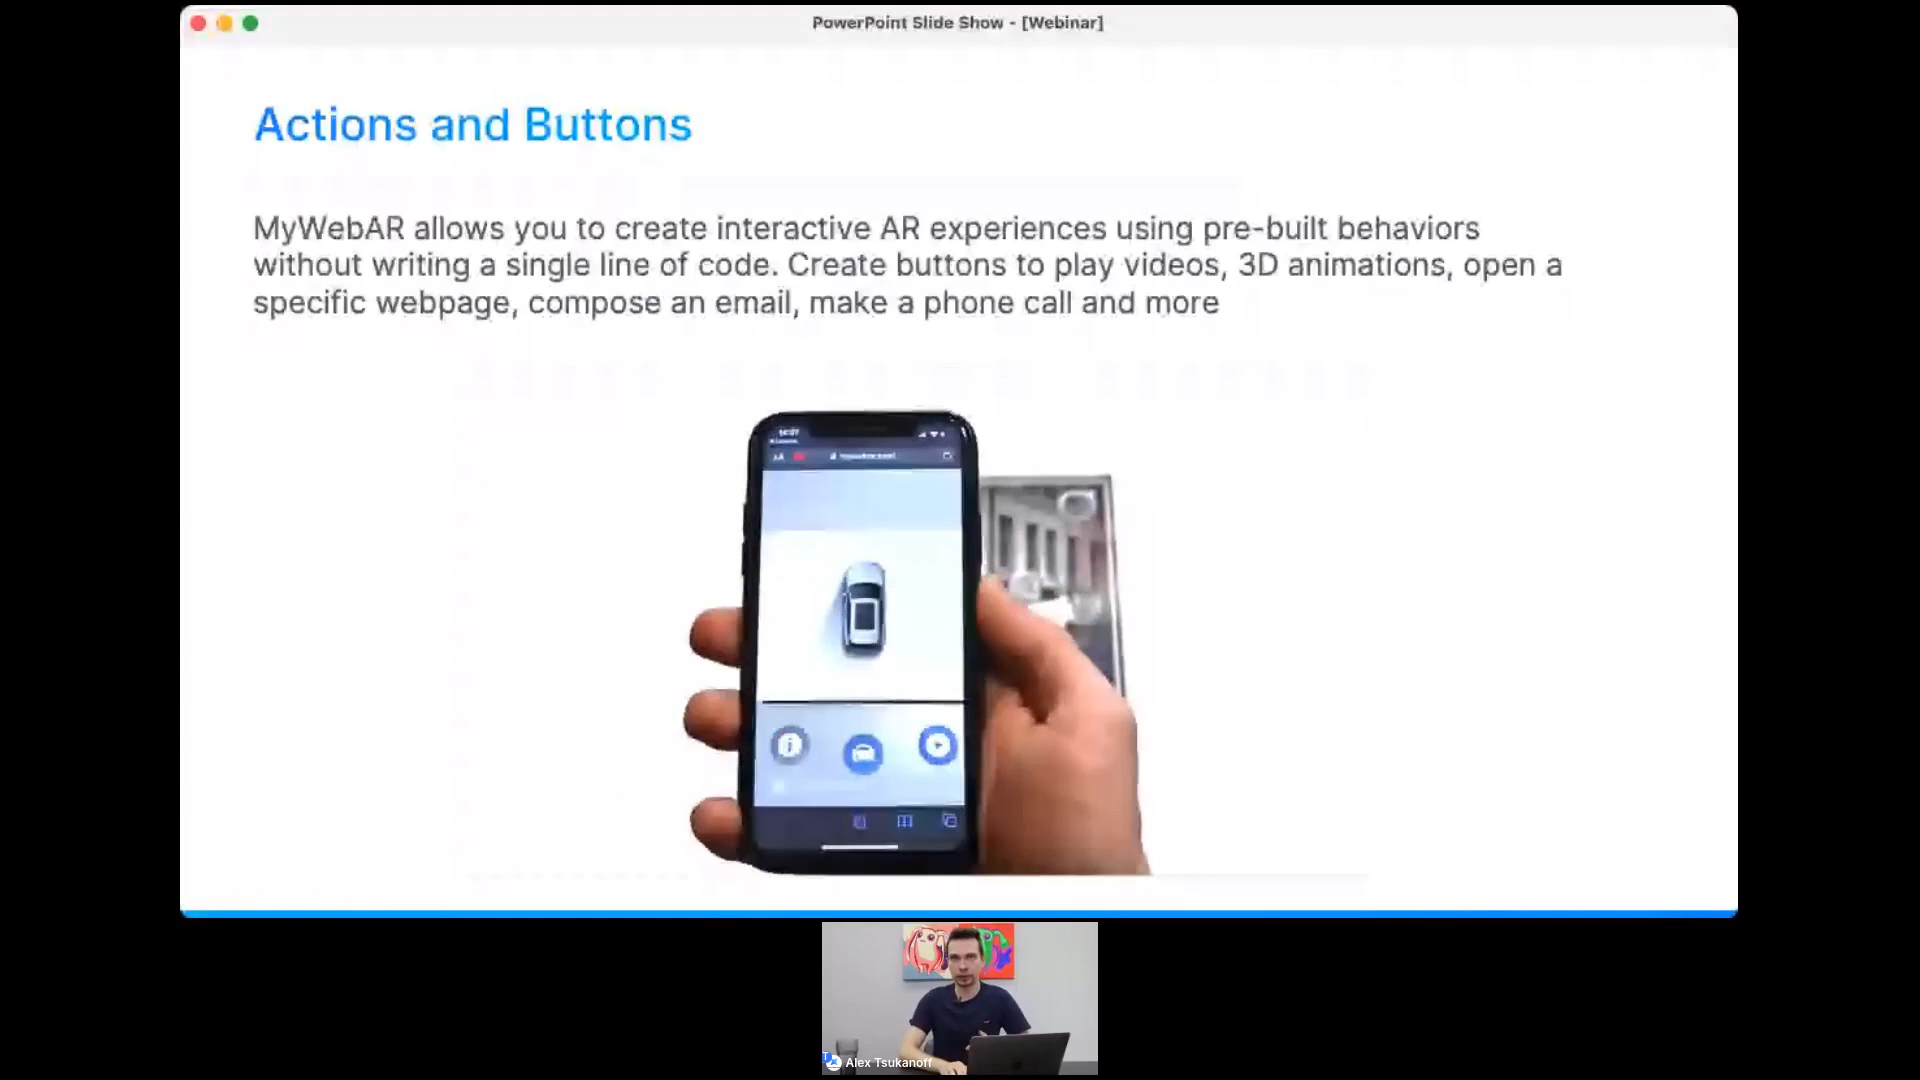 PowerPoint Slide Show - [Webinar]
Actions and Buttons
MyWebAR allows you to create interactive AR experiences using pre-built behaviors
without writing a single line of code. Create buttons to play videos, 3D animations, open a
specific webpage, compose an email, make a phone call and more
AA
Alex Tsukanoff